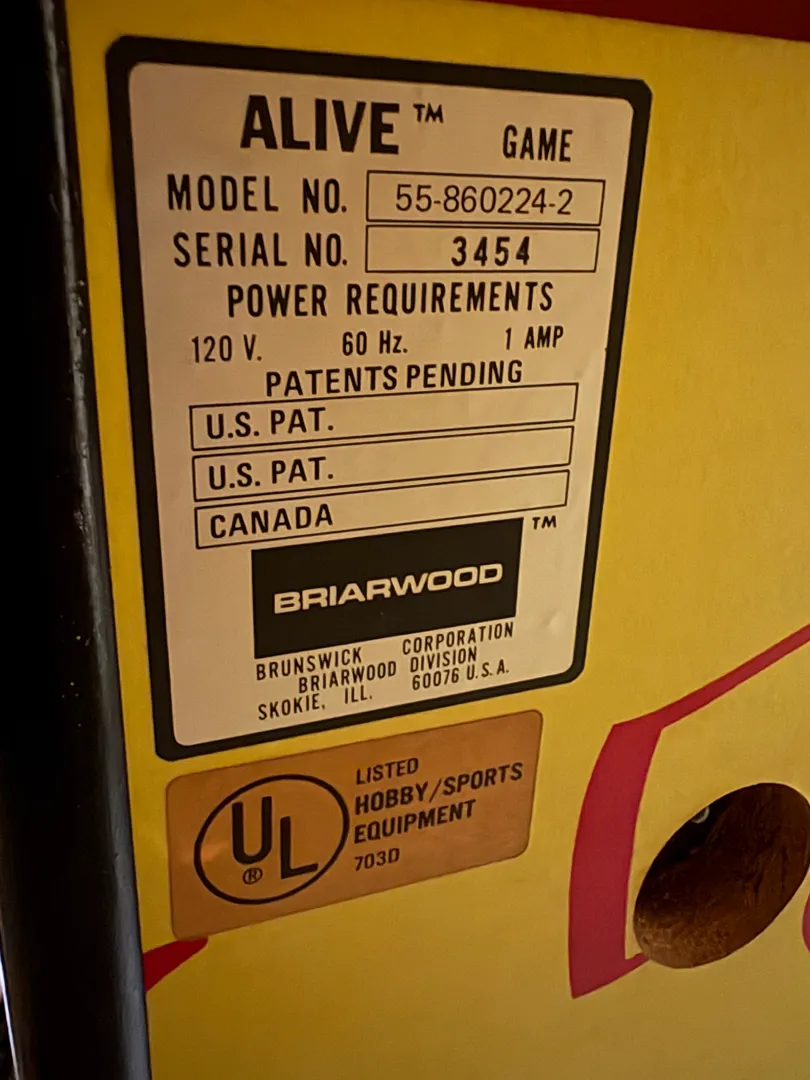 ALIVE™ GAME
MODEL NO. 55-860224-2
SERIAL NO. 3454
POWER REQUIREMENTS
120 V. 60 Hz. 1 AMP
PATENTS PENDING
U.S. PAT.
U.S. PAT.
CANADA
BRIARWOOD ™
BRUNSWICK CORPORATION
BRIARWOOD DIVISION
SKOKIE, ILL. 60076 U.S.A.
UL®
LISTED
HOBBY/SPORTS
EQUIPMENT
703D